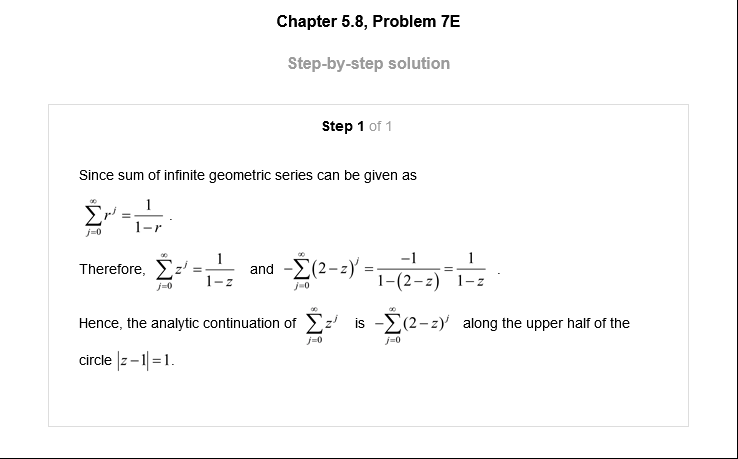 Chapter 5.8, Problem 7E
Step-by-step solution
Step 1 of 1
Since sum of infinite geometric series can be given as
$\sum_{j=0}^{\infty} r^j = \frac{1}{1-r}$ .
Therefore, $\sum_{j=0}^{\infty} z^j = \frac{1}{1-z}$ and $-\sum_{j=0}^{\infty} (2-z)^j = \frac{-1}{1-(2-z)} = \frac{1}{1-z}$ .
Hence, the analytic continuation of $\sum_{j=0}^{\infty} z^j$ is $-\sum_{j=0}^{\infty} (2-z)^j$ along the upper half of the
circle $|z-1|=1$.